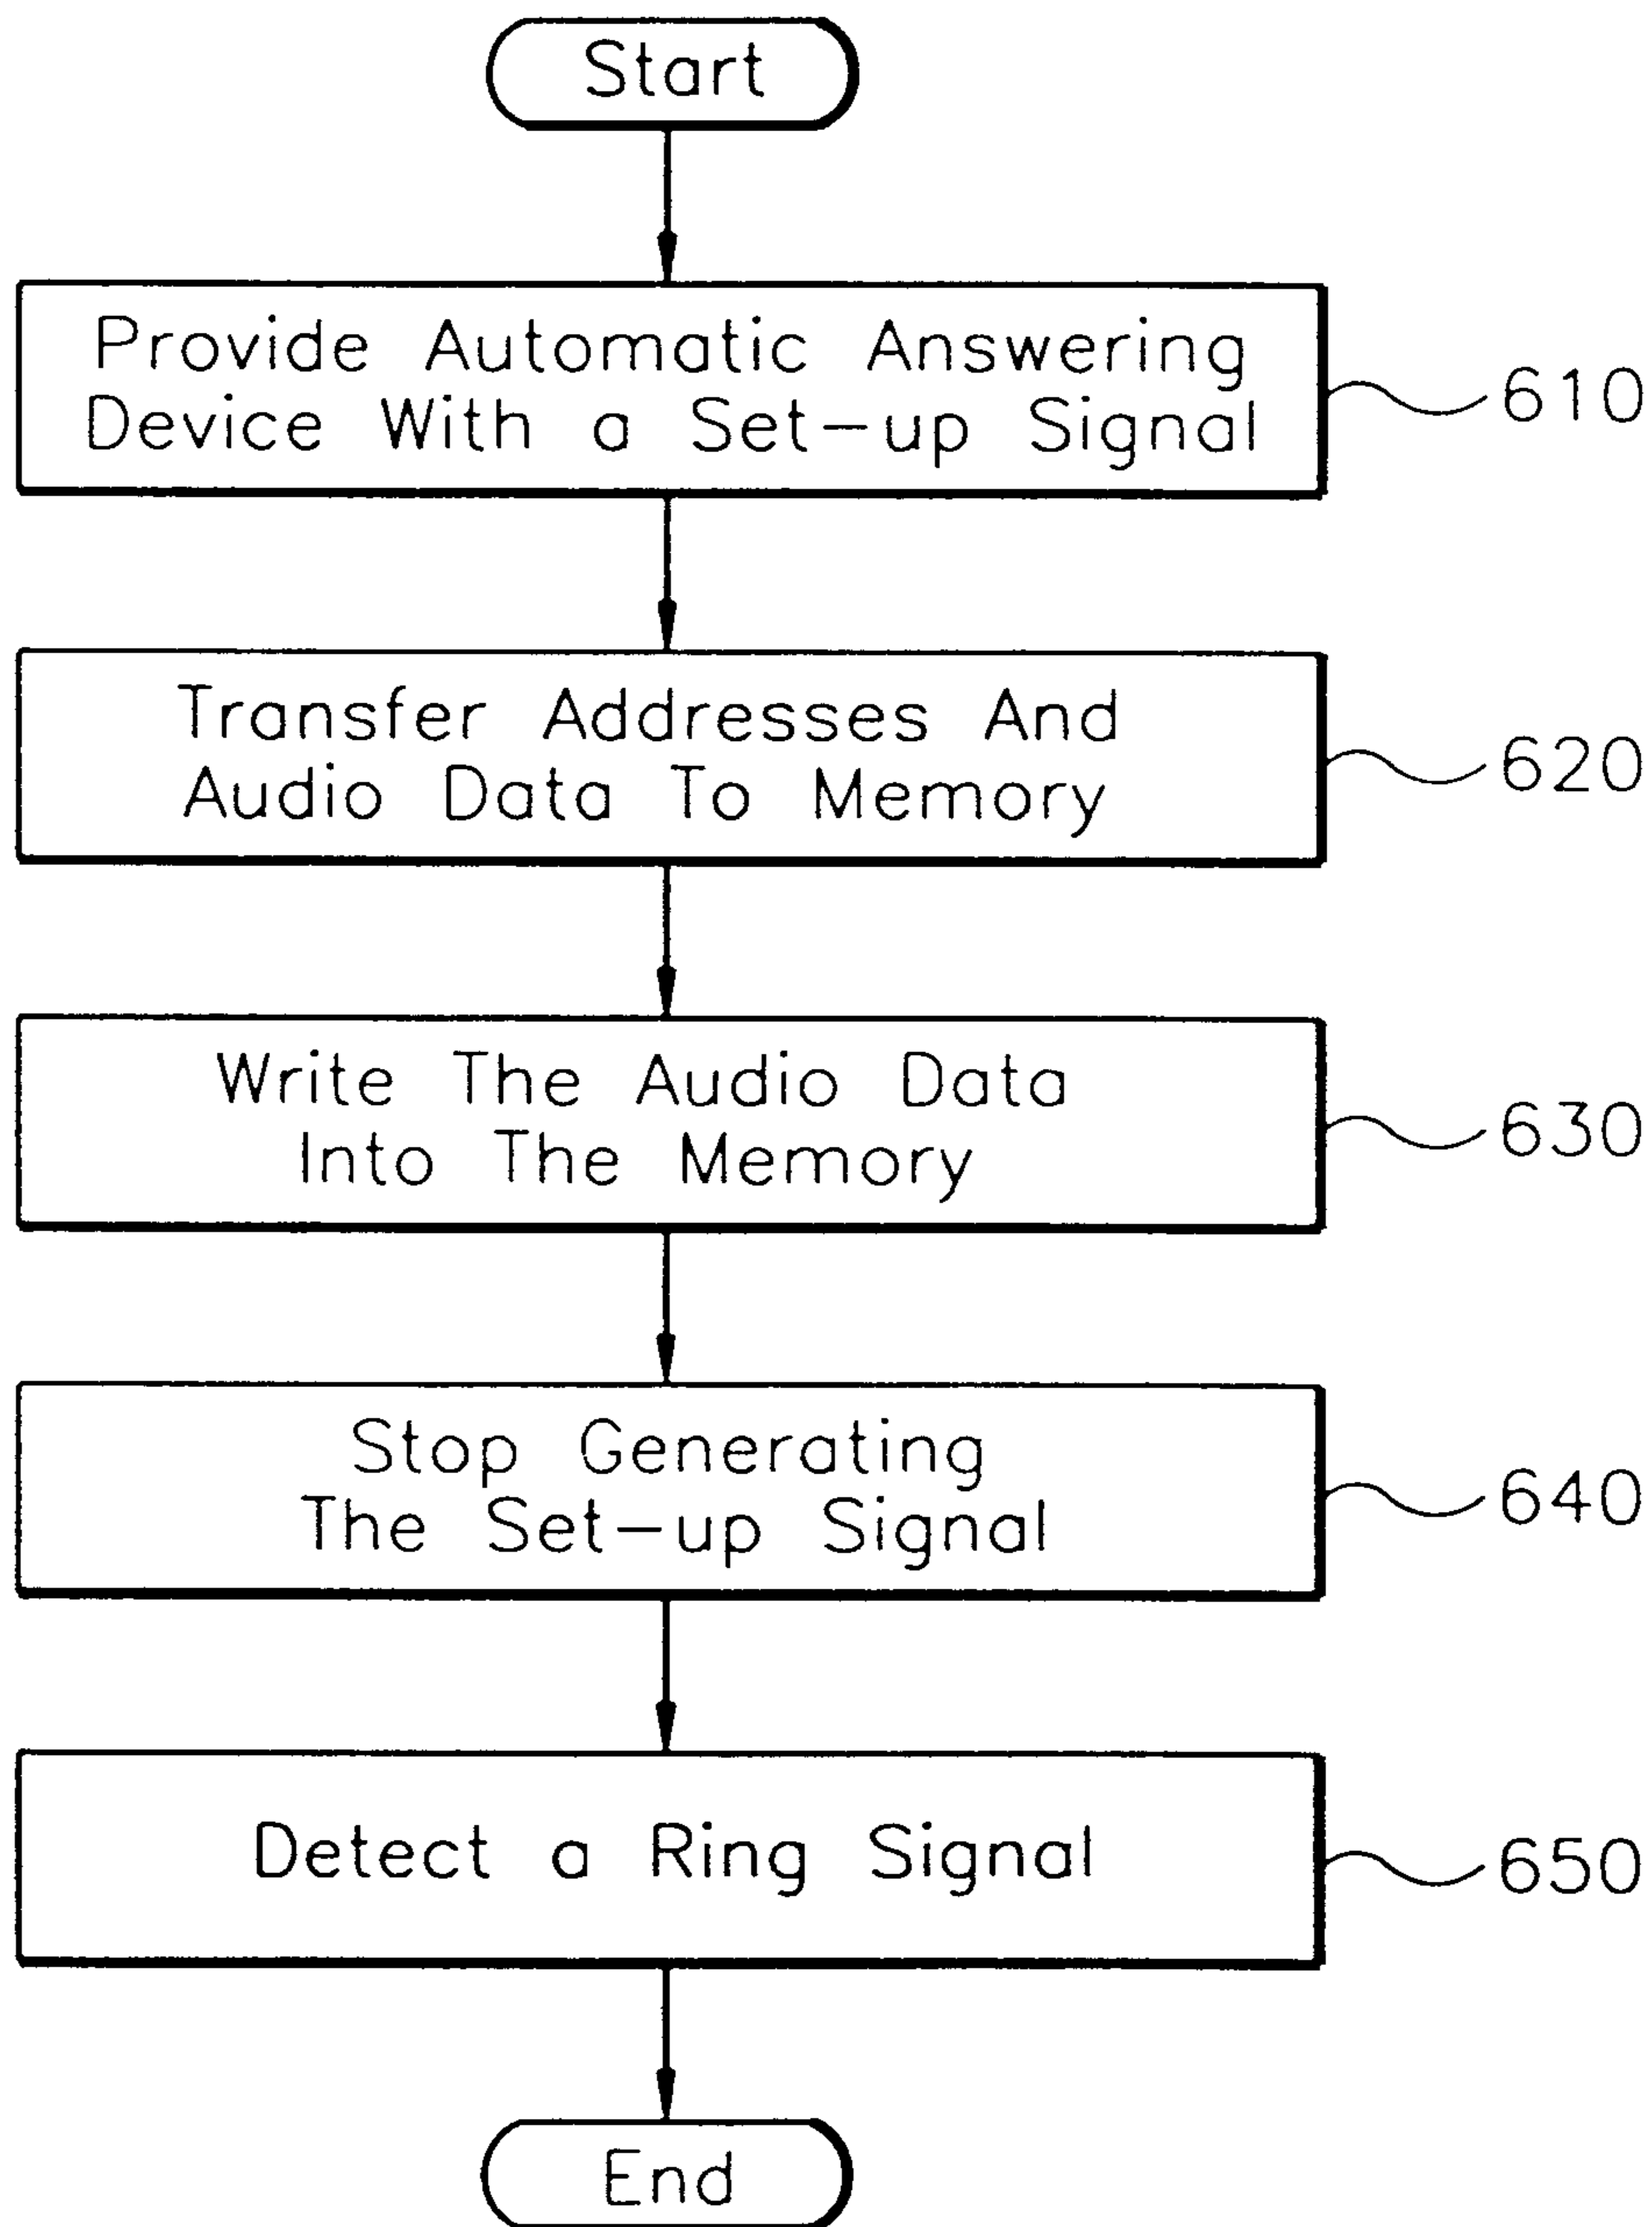 Start
Provide Automatic Answering
Device With a Set-up Signal
610
Transfer Addresses And
Audio Data To Memory
620
Write The Audio Data
Into The Memory
630
Stop Generating
The Set-up Signal
640
Detect a Ring Signal
650
End